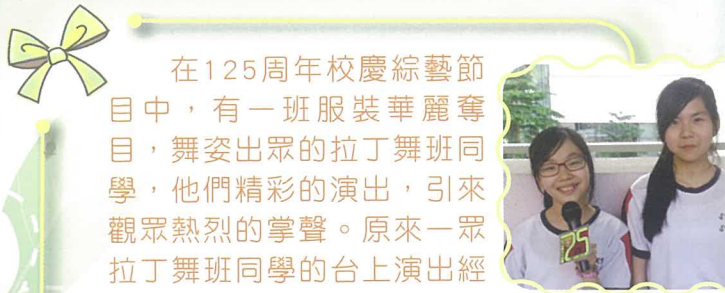 在125周年校慶綜藝節
目中，有一班服裝華麗奪
目，舞姿出眾的拉丁舞班同
學，他們精彩的演出，引來
觀眾熱烈的掌聲。原來一眾
拉丁舞班同學的台上演出經
25